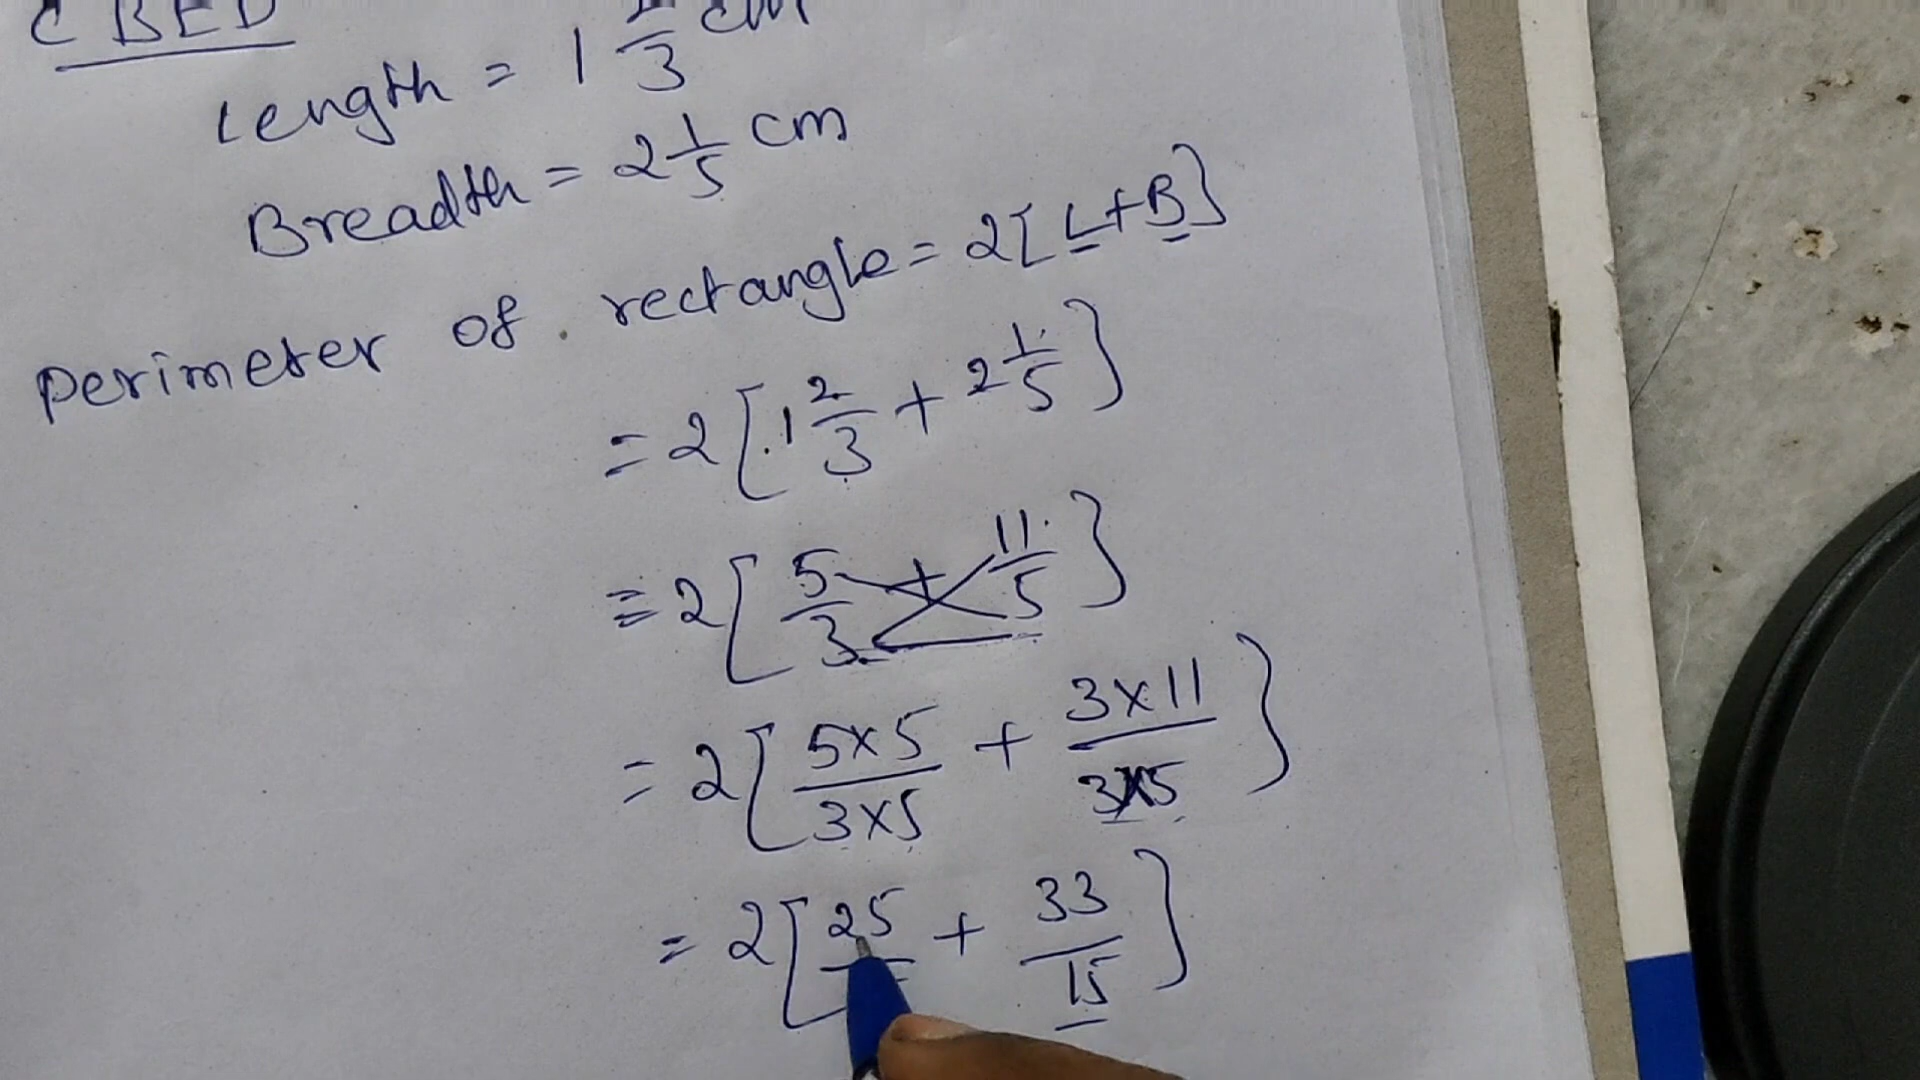 Length = 1 2/3 cm
Breadth = 2 1/5 cm
Perimeter of rectangle = 2[L+B]
= 2[1 2/3 + 2 1/5]
= 2[5/3 + 11/5]
= 2[5×5/3×5 + 3×11/3×5]
= 2[25/ + 33/15]